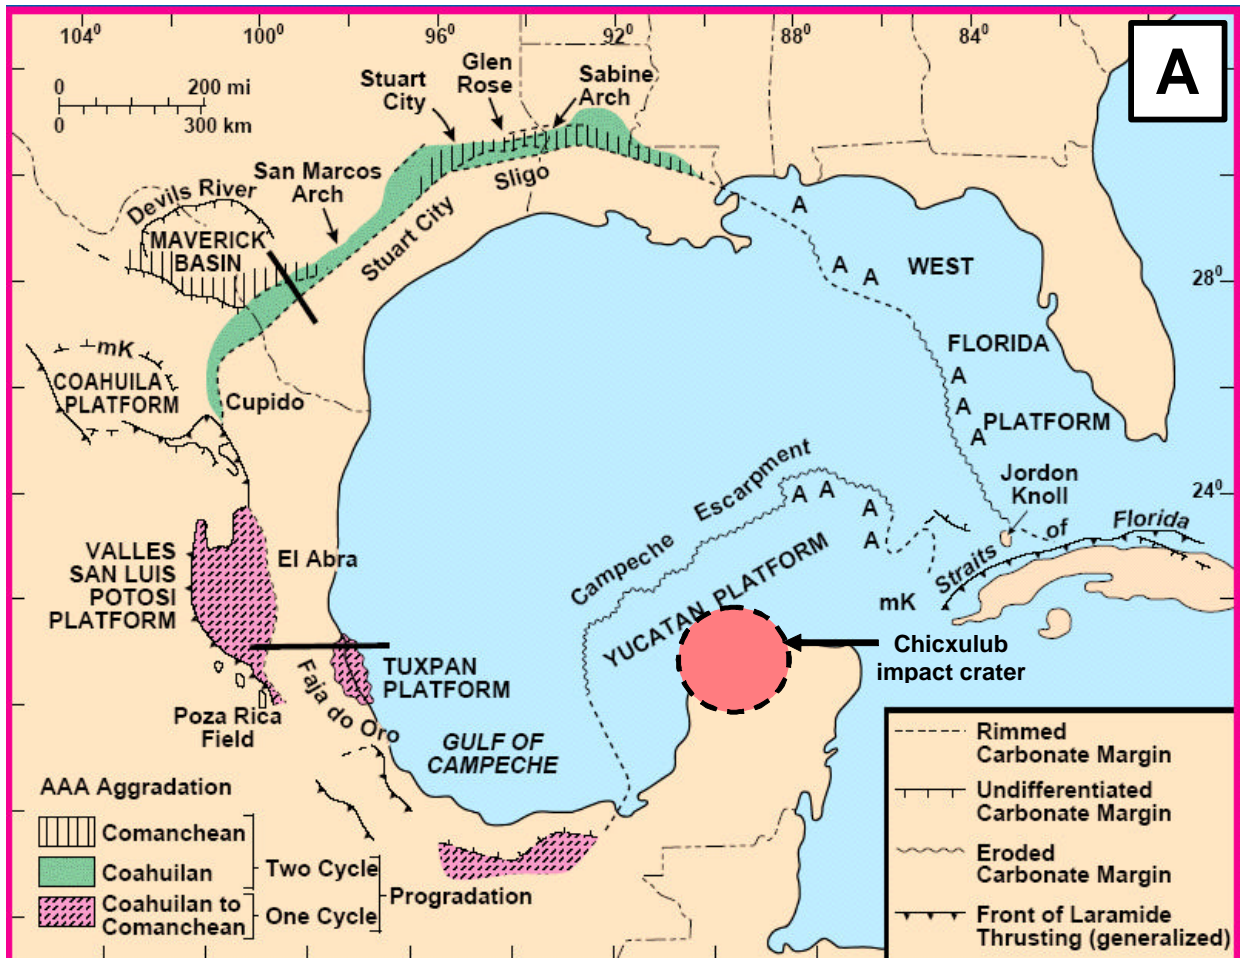 104⁰
100⁰
96⁰
92⁰
88⁰
84⁰
A
0
200 mi
0
300 km
Stuart
City
Glen
Rose
Sabine
Arch
San Marcos
Arch
Devils River
MAVERICK
BASIN
Sligo
Stuart City
mK
COAHUILA
PLATFORM
Cupido
A
A
A
WEST
28⁰
FLORIDA
A
A
A
PLATFORM
Jordon
Knoll
24⁰
Campeche Escarpment
A
A
A
A
Straits of Florida
mK
YUCATAN PLATFORM
VALLES
SAN LUIS
POTOSI
PLATFORM
El Abra
TUXPAN
PLATFORM
Faja do Oro
Poza Rica
Field
GULF OF
CAMPECHE
Chicxulub
impact crater
AAA Aggradation
Comanchean
Coahuilan
Two Cycle
Coahuilan to
Comanchean
One Cycle
Progradation
Rimmed
Carbonate Margin
Undifferentiated
Carbonate Margin
Eroded
Carbonate Margin
Front of Laramide
Thrusting (generalized)